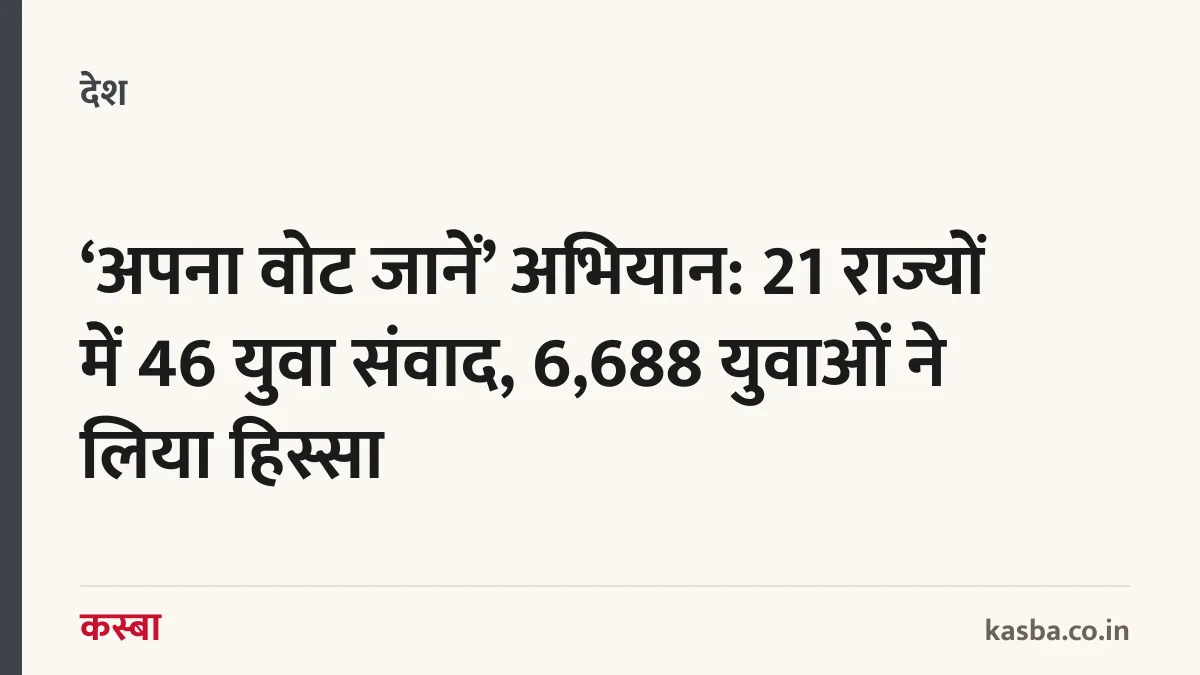 देश
‘अपना वोट जानें’ अभियान: 21 राज्यों
में 46 युवा संवाद, 6,688 युवाओं ने
लिया हिस्सा
कस्बा
kasba.co.in